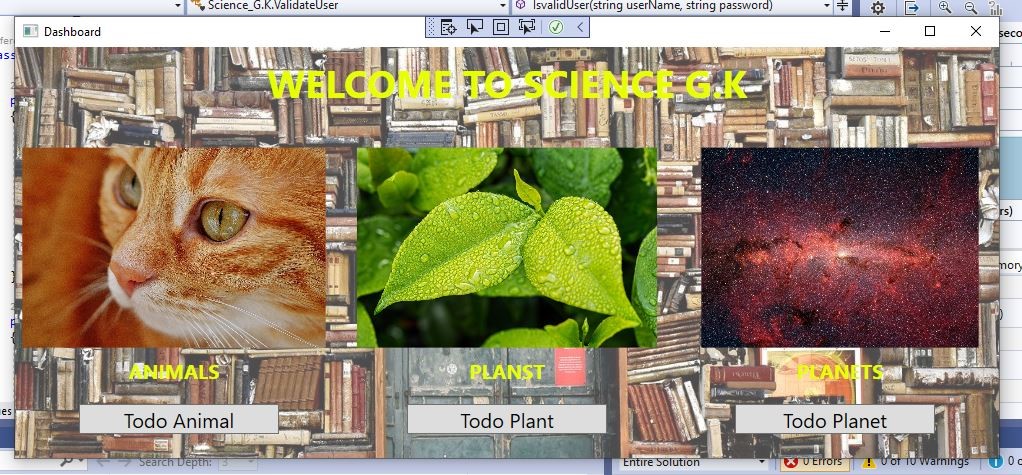 Science_G.K.ValidateUser
IsvalidUser(string userName, string password)
Dashboard
WELCOME TO SCIENCE G.K
ANIMALS
PLANST
PLANETS
Todo Animal
Todo Plant
Todo Planet
Search Depth: 3
Entire Solution
0 Errors
0 of 10 Warnings